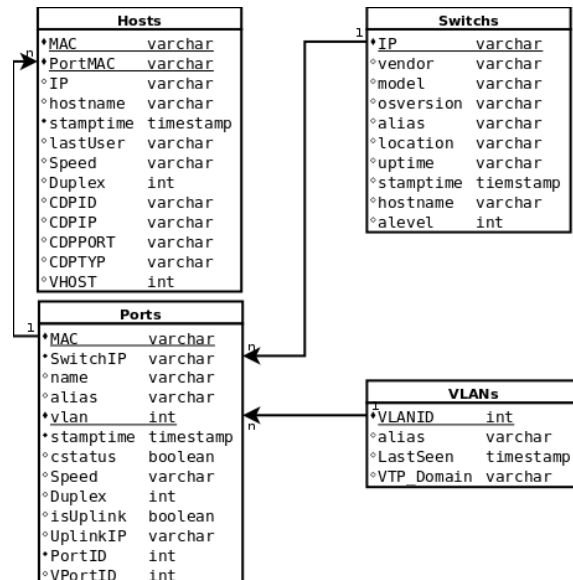 Hosts
MAC varchar
PortMAC varchar
IP varchar
hostname varchar
stamptime timestamp
lastUser varchar
Speed varchar
Duplex int
CDPID varchar
CDPIP varchar
CDPPORT varchar
CDPTYP varchar
VHOST int
n
1
Ports
MAC varchar
SwitchIP varchar
name varchar
alias varchar
vlan int
stamptime timestamp
cstatus boolean
Speed varchar
Duplex int
isUplink boolean
UplinkIP varchar
PortID int
VPortID int
n
n
Switchs
1
IP varchar
vendor varchar
model varchar
osversion varchar
alias varchar
location varchar
uptime varchar
stamptime tiemstamp
hostname varchar
alevel int
VLANs
1
VLANID int
alias varchar
LastSeen timestamp
VTP_Domain varchar